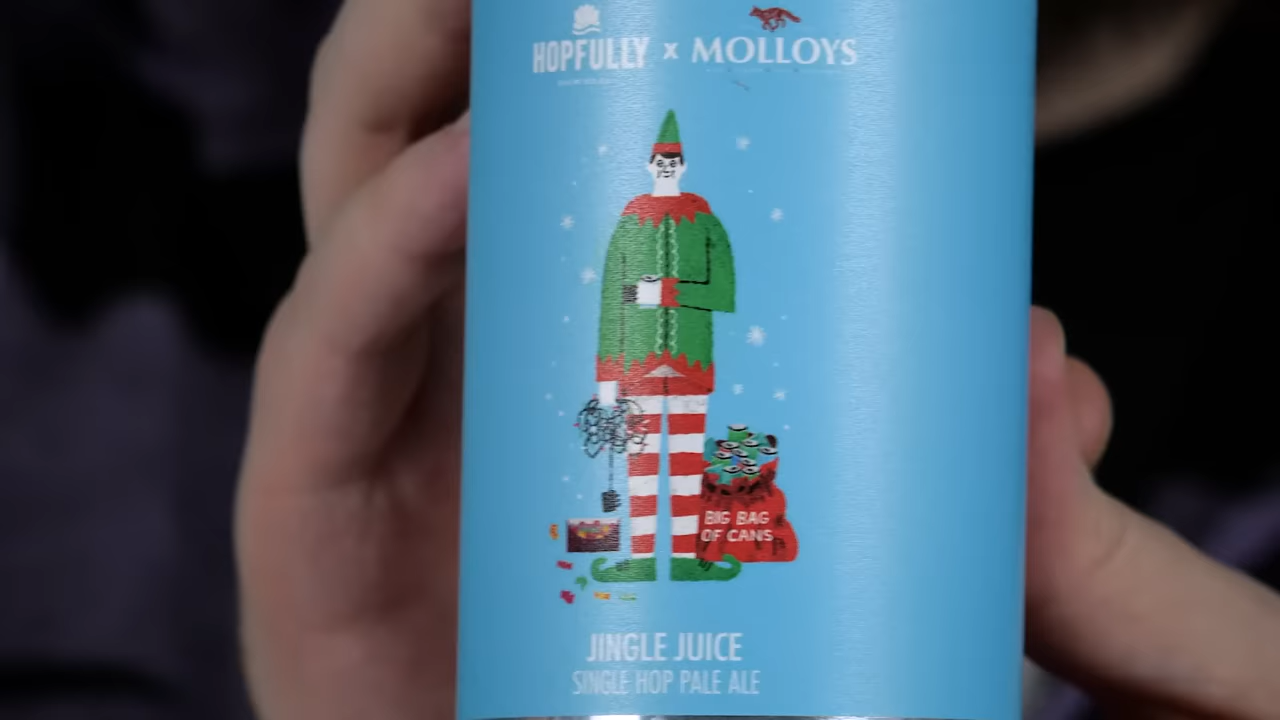 HOPFULLY x MOLLOYS
BIG BAG
OF CANS
JINGLE JUICE
SINGLE HOP PALE ALE